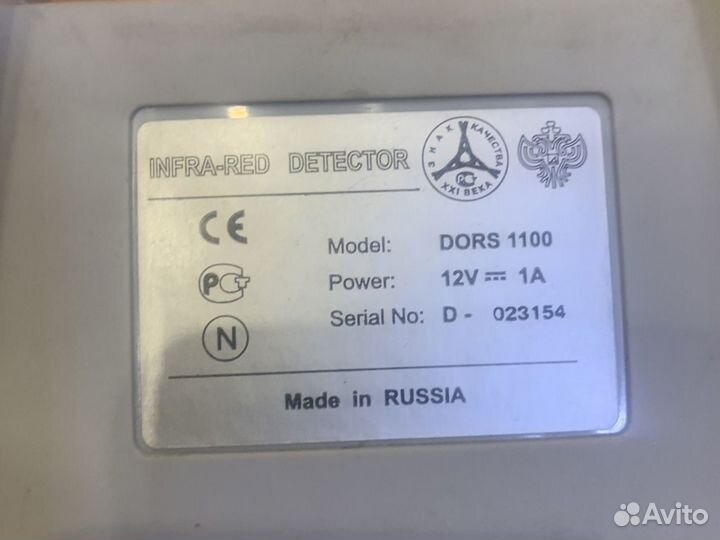 INFRA-RED DETECTOR
ЗНАК КАЧЕСТВА
XXI ВЕКА
CE
Model: DORS 1100
Power: 12V 1A
Serial No: D - 023154
N
Made in RUSSIA
Avito